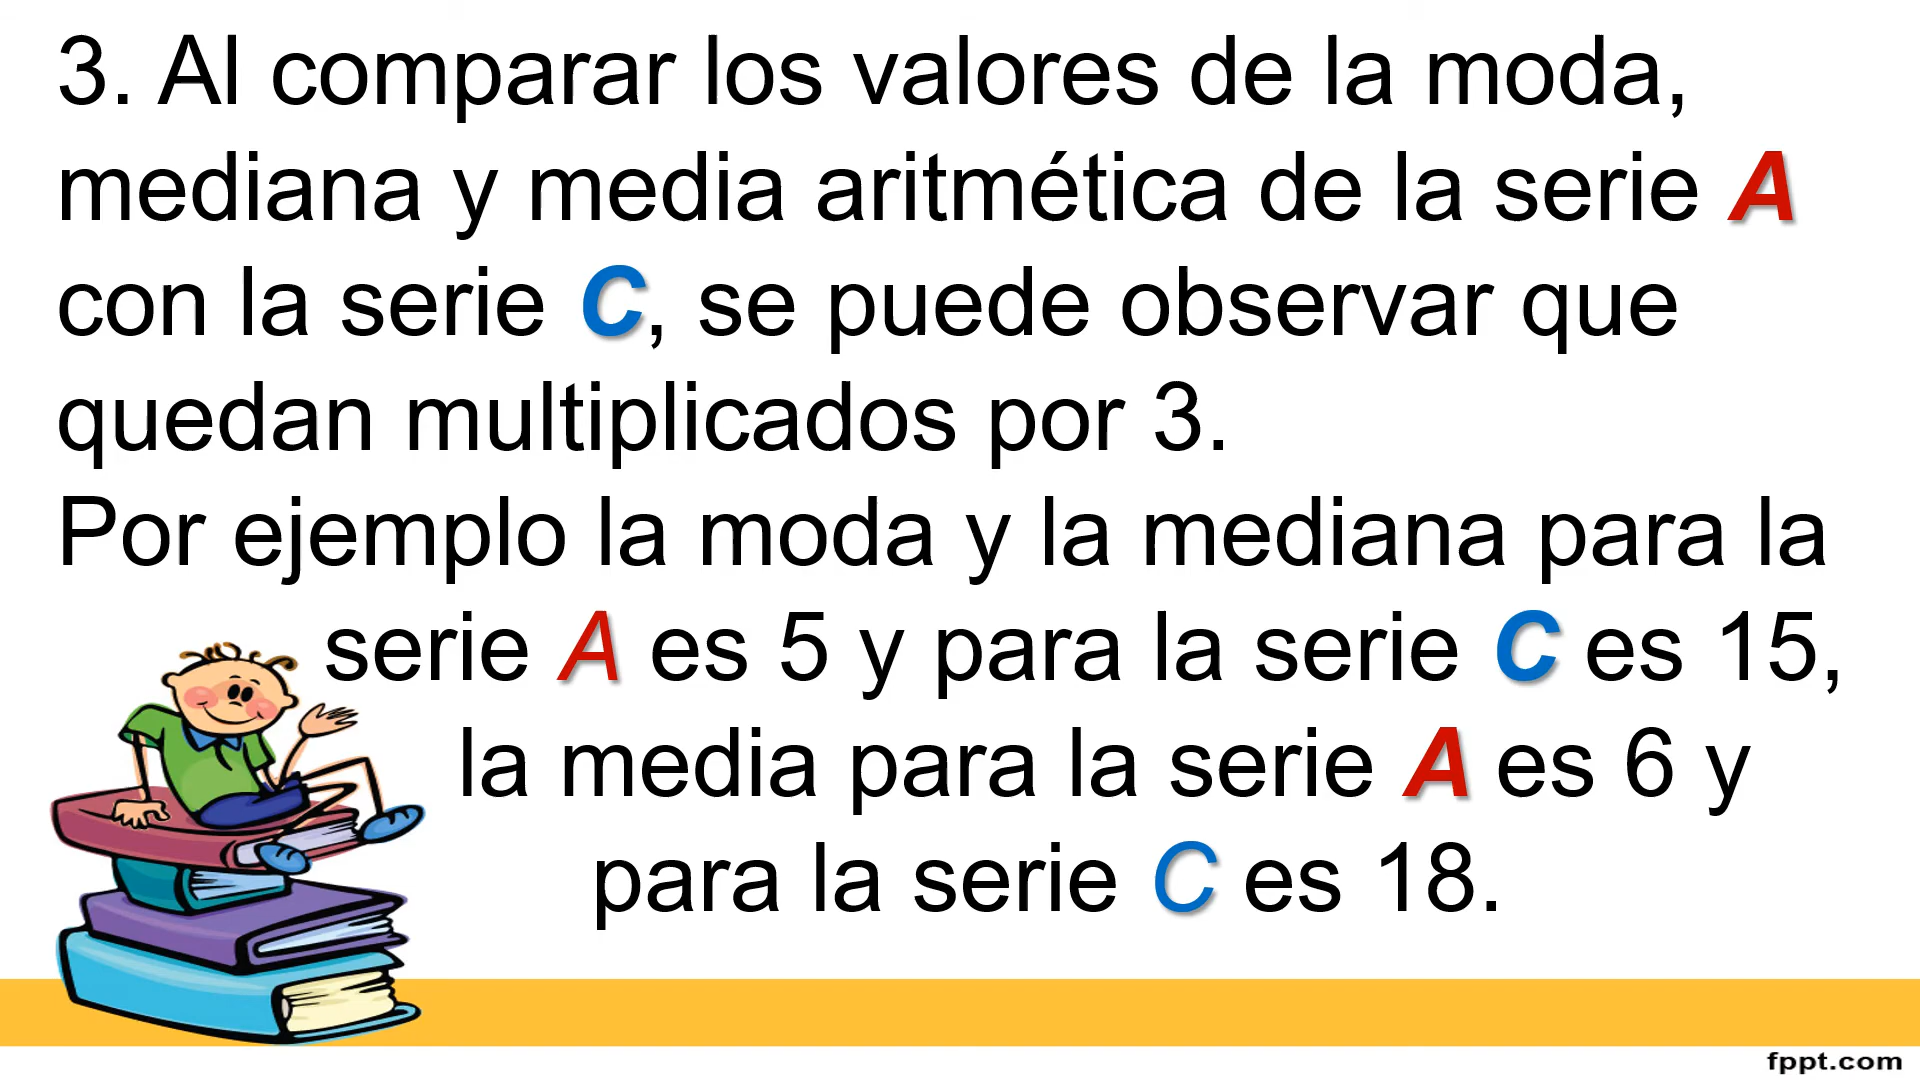 3. Al comparar los valores de la moda,
mediana y media aritmética de la serie A
con la serie C, se puede observar que
quedan multiplicados por 3.
Por ejemplo la moda y la mediana para la
serie A es 5 y para la serie C es 15,
la media para la serie A es 6 y
para la serie C es 18.
fppt.com